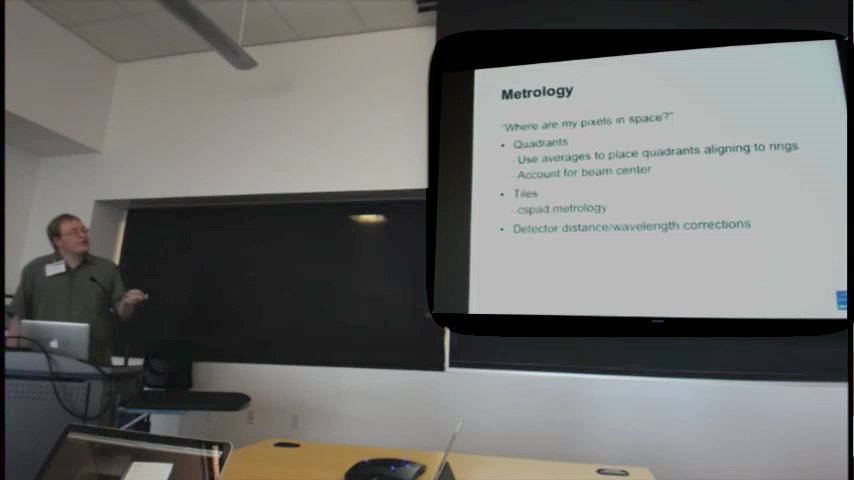 Metrology
"Where are my pixels in space?"
• Quadrants
- Use averages to place quadrants aligning to rings
- Account for beam center
• Tiles
- cspad.metrology
• Detector distance/wavelength corrections